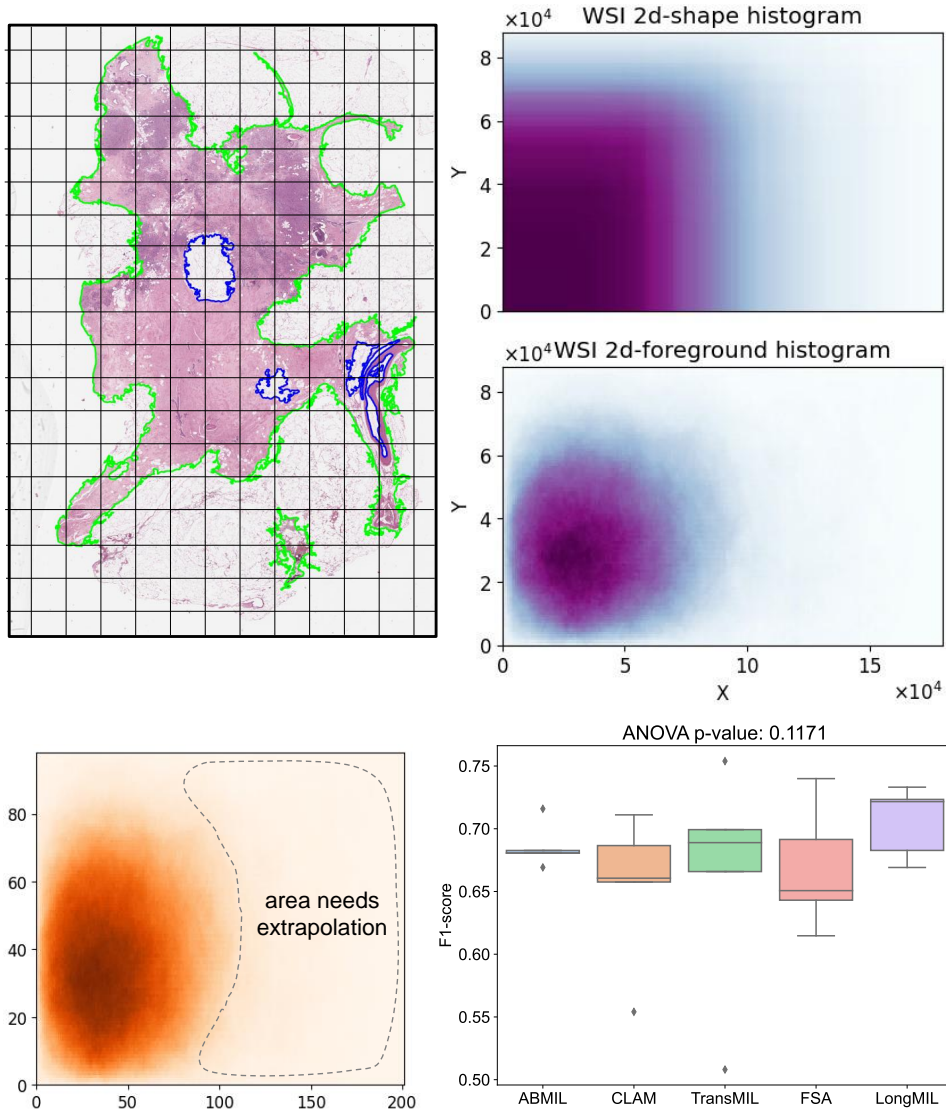 ×10⁴
WSI 2d-shape histogram
8
6
Y
4
2
0
×10⁴ WSI 2d-foreground histogram
8
6
Y
4
2
0
0 5 10 15
X
×10⁴
80
60
40
20
0
area needs
extrapolation
0 50 100 150 200
ANOVA p-value: 0.1171
0.75
0.70
0.65
F1-score
0.60
0.55
0.50
ABMIL CLAM TransMIL FSA LongMIL